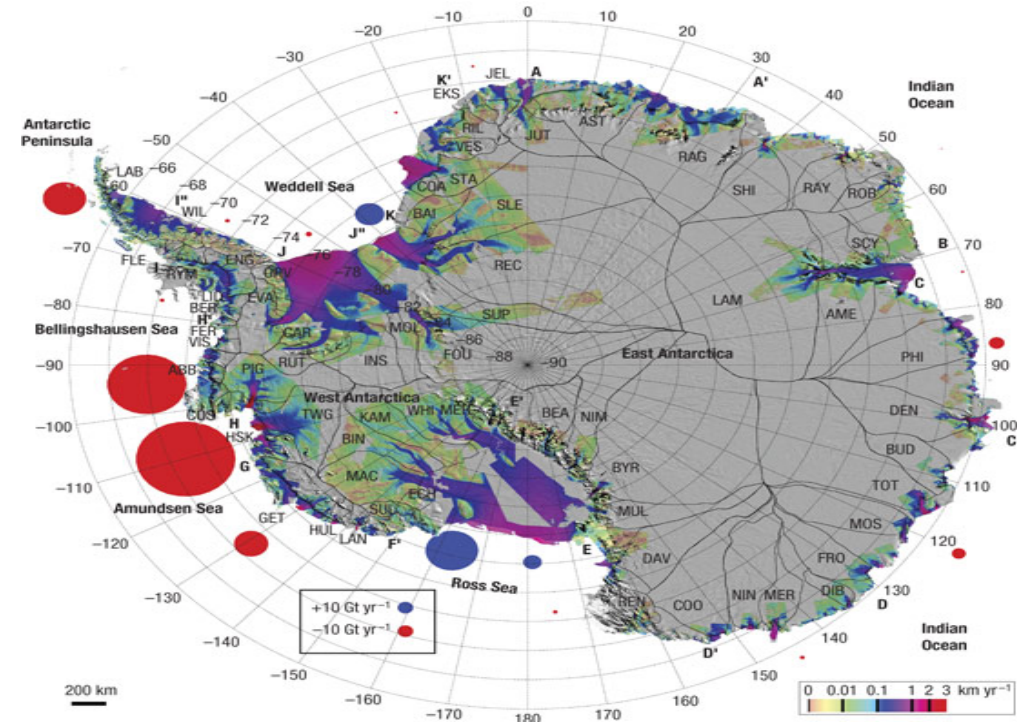 0
−10
10
−20
20
−30
30
−40
40
−50
50
Indian
Ocean
Antarctic
Peninsula
K'
JEL
A
A'
EKS
RIL
JUT
AST
VES
RAG
LAB
−60
−66
Weddell Sea
STA
COA
SHI
RAY
ROB
60
−68
I"
WIL
−70
BAI
SLE
−72
K
−74
J"
J
−76
SCY
B
70
−70
FLE
I
RYM
ENG
ORV
−78
REC
C
EVA
−80
LAM
AME
80
BER
H'
−82
−80
Bellingshausen Sea
FER
VIS
CAR
MOL
−84
SUP
−86
−88
−90
East Antarctica
PHI
90
−90
ABB
PIG
RUT
INS
FOU
West Antarctica
COS
TWG
KAM
WHI
MER
E'
BEA
NIM
DEN
100
C'
−100
H
HSK
BIN
BUD
G
MAC
BYR
TOT
110
−110
Amundsen Sea
ECH
MUL
MOS
GET
SUL
HUL
LAN
F'
E
DAV
FRO
120
−120
Ross Sea
REN
COO
NIN
MER
DIB
D
130
+10 Gt yr⁻¹
−10 Gt yr⁻¹
−130
D'
140
Indian
Ocean
−140
150
−150
160
−160
−170
180
170
200 km
0 0.01 0.1 1 2 3 km yr⁻¹